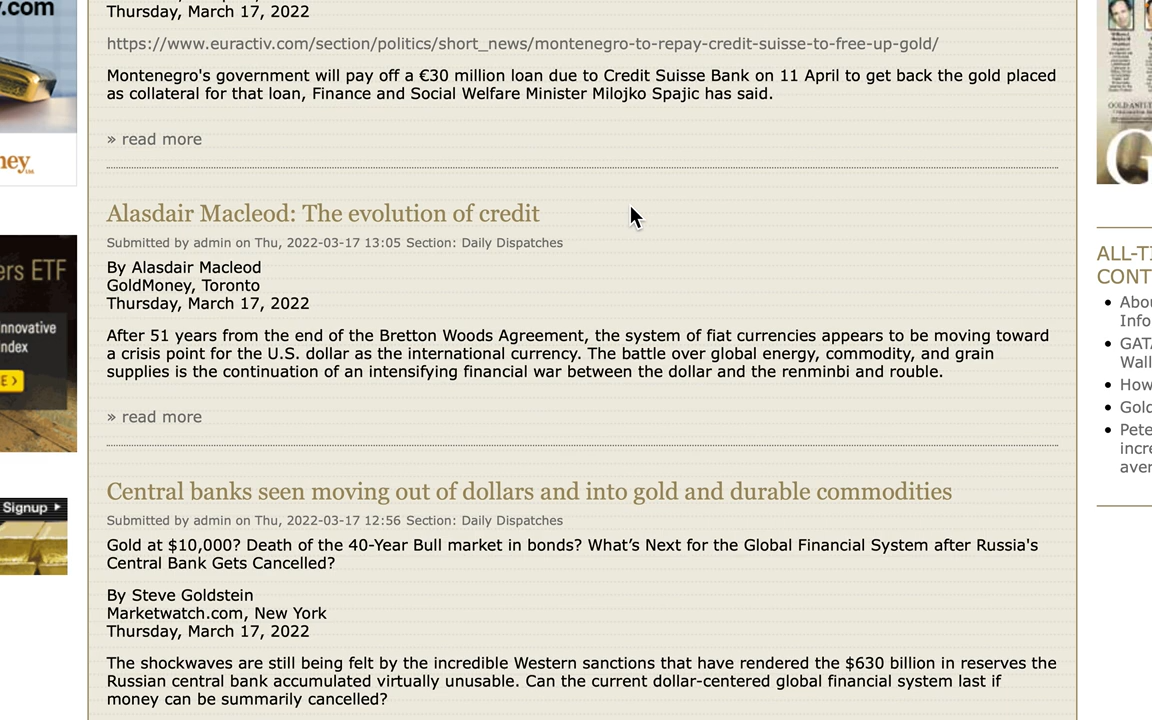 y.com
Thursday, March 17, 2022
https://www.euractiv.com/section/politics/short_news/montenegro-to-repay-credit-suisse-to-free-up-gold/
Montenegro's government will pay off a €30 million loan due to Credit Suisse Bank on 11 April to get back the gold placed
as collateral for that loan, Finance and Social Welfare Minister Milojko Spajic has said.
» read more
ney
Alasdair Macleod: The evolution of credit
Submitted by admin on Thu, 2022-03-17 13:05 Section: Daily Dispatches
By Alasdair Macleod
GoldMoney, Toronto
Thursday, March 17, 2022
After 51 years from the end of the Bretton Woods Agreement, the system of fiat currencies appears to be moving toward
a crisis point for the U.S. dollar as the international currency. The battle over global energy, commodity, and grain
supplies is the continuation of an intensifying financial war between the dollar and the renminbi and rouble.
» read more
Central banks seen moving out of dollars and into gold and durable commodities
Submitted by admin on Thu, 2022-03-17 12:56 Section: Daily Dispatches
Gold at $10,000? Death of the 40-Year Bull market in bonds? What’s Next for the Global Financial System after Russia's
Central Bank Gets Cancelled?
By Steve Goldstein
Marketwatch.com, New York
Thursday, March 17, 2022
The shockwaves are still being felt by the incredible Western sanctions that have rendered the $630 billion in reserves the
Russian central bank accumulated virtually unusable. Can the current dollar-centered global financial system last if
money can be summarily cancelled?
ers ETF
nnovative
ndex
E >
Signup
G
ALL-TI
CONT
Abou
Info
GATA
Wall
How
Gold
Pete
incre
aver